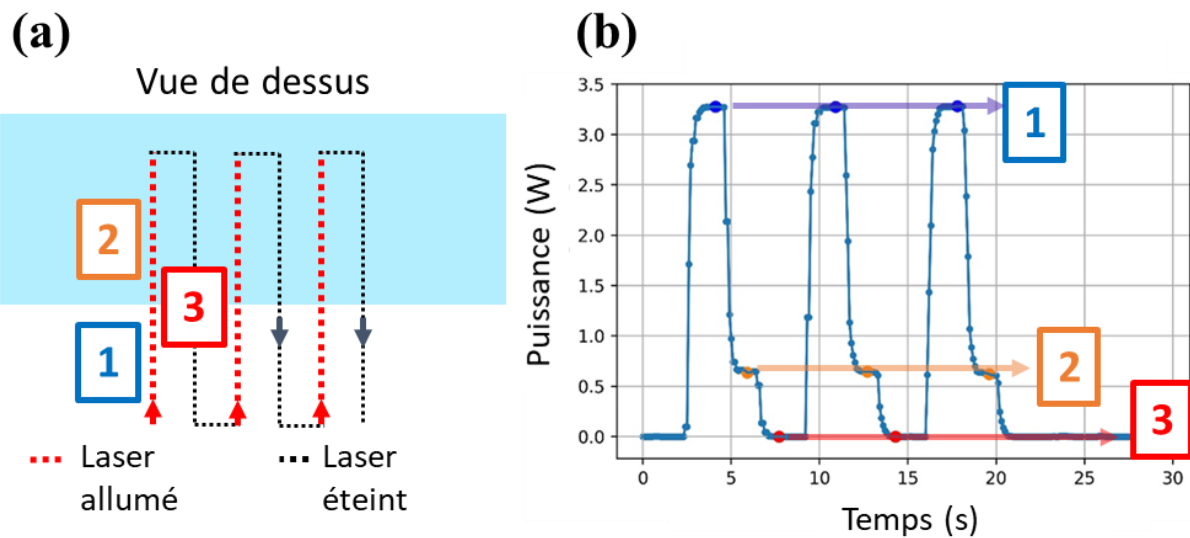 (a)
Vue de dessus
2
3
1
Laser
allumé
Laser
éteint
(b)
Puissance (W)
3.5
3.0
2.5
2.0
1.5
1.0
0.5
0.0
1
2
3
0
5
10
15
20
25
30
Temps (s)